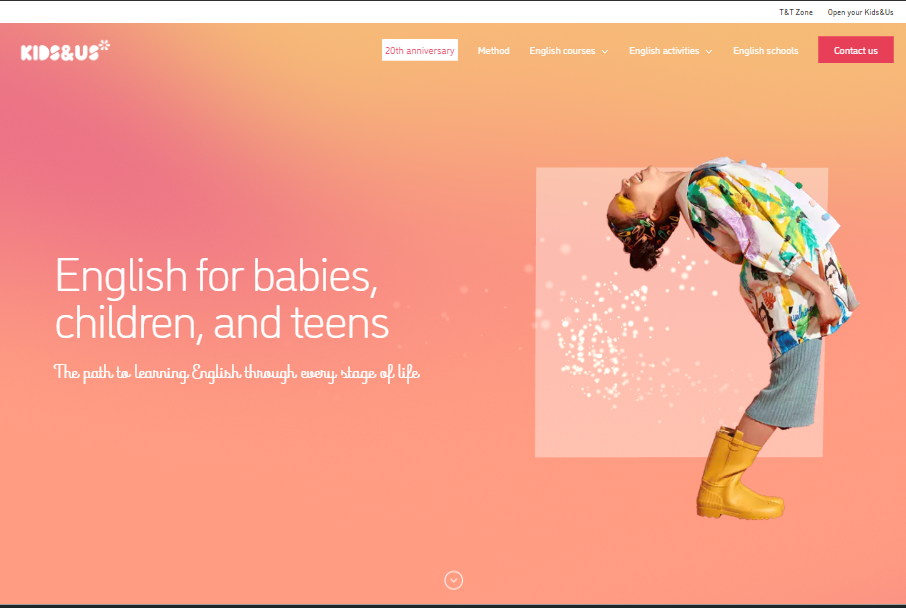 T&T Zone Open your Kids&Us
KIDS&US
20th anniversary Method English courses English activities English schools Contact us
English for babies,
children, and teens
The path to learning English through every stage of life